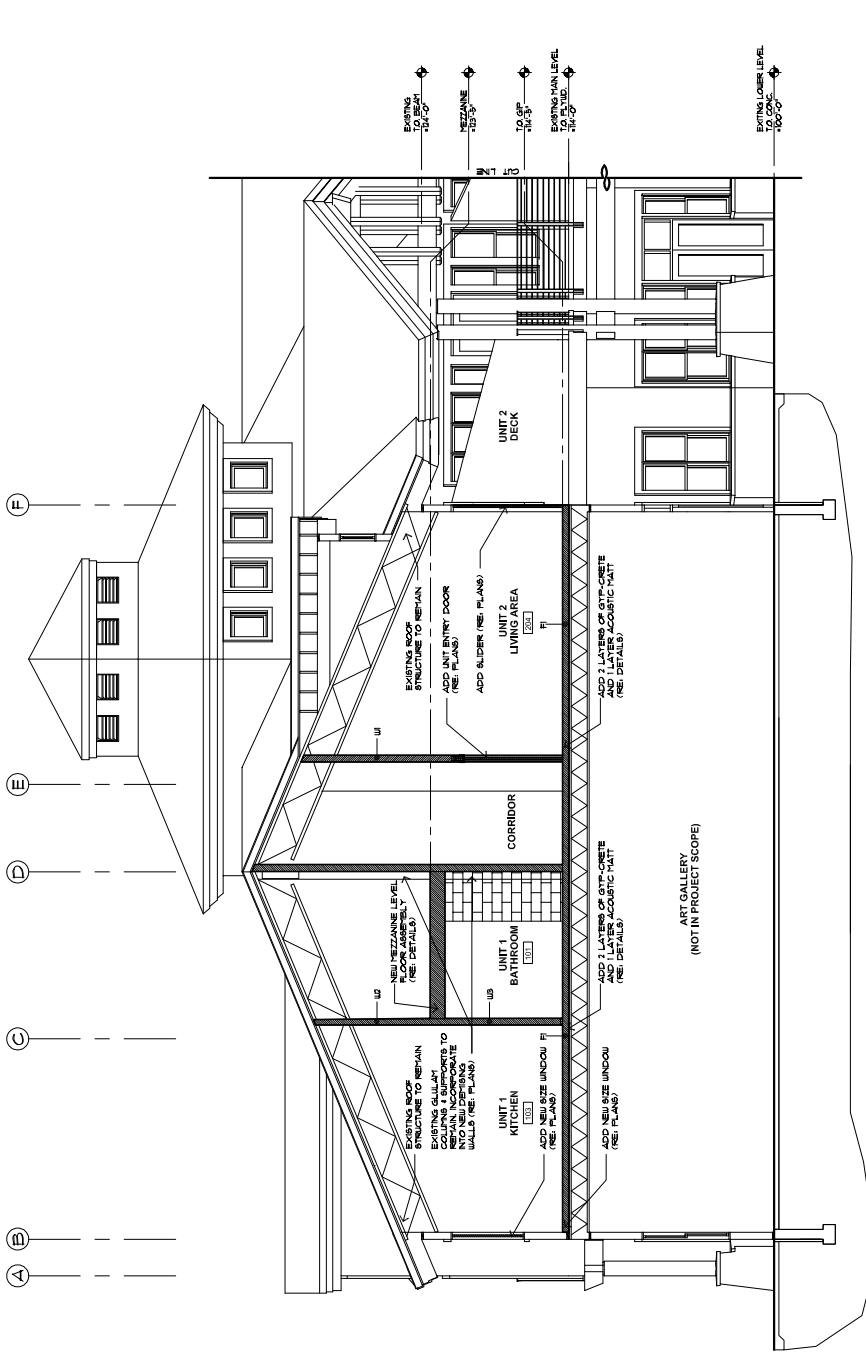 A
B
C
D
E
F
EXISTING
T.O. BEAM
MEZZANINE
T.O. GYP
+114'-5"
EXISTING MAIN LEVEL
T.O. PLYWD.
+114'-0"
EXITNG LOWER LEVEL
T.O. CONC.
+100'-0"
EXISTING ROOF
STRUCTURE TO REMAIN
EXISTING GLULAM
COLUMNS & SUPPORTS TO
REMAIN. INCORPORATE
INTO NEW DEMISING
WALLS (RE: PLANS)
UNIT 1
KITCHEN
103
ADD NEW SIZE WINDOW
(RE: PLANS)
F1
ADD NEW SIZE WINDOW
(RE: PLANS)
W2
NEW MEZZANINE LEVEL
FLOOR ASSEMBLY
(RE: DETAILS)
W3
UNIT 1
BATHROOM
101
ADD 2 LAYERS OF GYP-CRETE
AND 1 LAYER ACOUSTIC MATT
(RE: DETAILS)
CORRIDOR
W1
EXISTING ROOF
STRUCTURE TO REMAIN
ADD UNIT ENTRY DOOR
(RE: PLANS)
ADD SLIDER (RE: PLANS)
UNIT 2
LIVING AREA
204
F1
ADD 2 LAYERS OF GYP-CRETE
AND 1 LAYER ACOUSTIC MATT
(RE: DETAILS)
UNIT 2
DECK
ART GALLERY
(NOT IN PROJECT SCOPE)